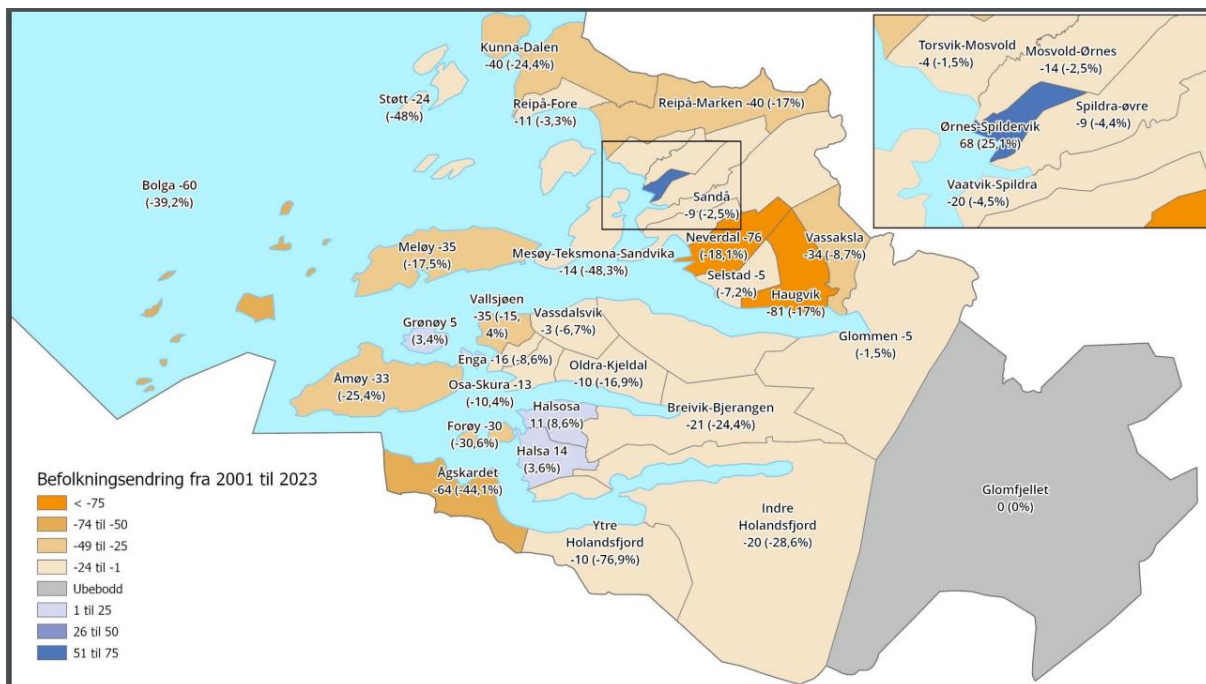 Kunna-Dalen
-40 (-24,4%)
Støtt -24
(-48%)
Reipå-Fore
-11 (-3,3%)
Reipå-Marken -40 (-17%)
Torsvik-Mosvold
-4 (-1,5%)
Mosvold-Ørnes
-14 (-2,5%)
Spildra-øvre
-9 (-4,4%)
Ørnes-Spildervik
68 (25,1%)
Vaatvik-Spildra
-20 (-4,5%)
Bolga -60
(-39,2%)
Sandå
-9 (-2,5%)
Meløy -35
(-17,5%)
Mesøy-Teksmona-Sandvika
-14 (-48,3%)
Neverdal -76
(-18,1%)
Vassaksla
-34 (-8,7%)
Selstad -5
(-7,2%)
Haugvik
-81 (-17%)
Vallsjøen
-35 (-15,
4%)
Vassdalsvik
-3 (-6,7%)
Grønøy 5
(3,4%)
Glommen -5
(-1,5%)
Enga -16 (-8,6%)
Oldra-Kjeldal
-10 (-16,9%)
Åmøy -33
(-25,4%)
Osa-Skura -13
(-10,4%)
Halsosa
11 (8,6%)
Breivik-Bjerangen
-21 (-24,4%)
Forøy -30
(-30,6%)
Halsa 14
(3,6%)
Ågskardet
-64 (-44,1%)
Glomfjellet
0 (0%)
Indre
Holandsfjord
-20 (-28,6%)
Ytre
Holandsfjord
-10 (-76,9%)
Befolkningsendring fra 2001 til 2023
< -75
-74 til -50
-49 til -25
-24 til -1
Ubebodd
1 til 25
26 til 50
51 til 75